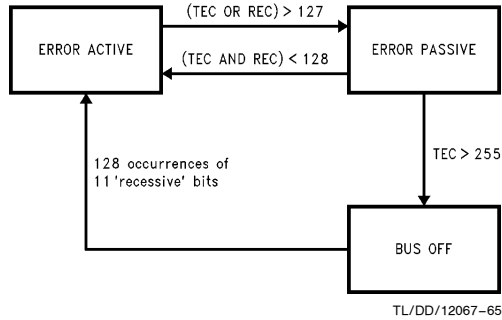 (TEC OR REC) > 127
ERROR ACTIVE
ERROR PASSIVE
(TEC AND REC) < 128
TEC > 255
128 occurrences of
11 'recessive' bits
BUS OFF
TL/DD/12067–65